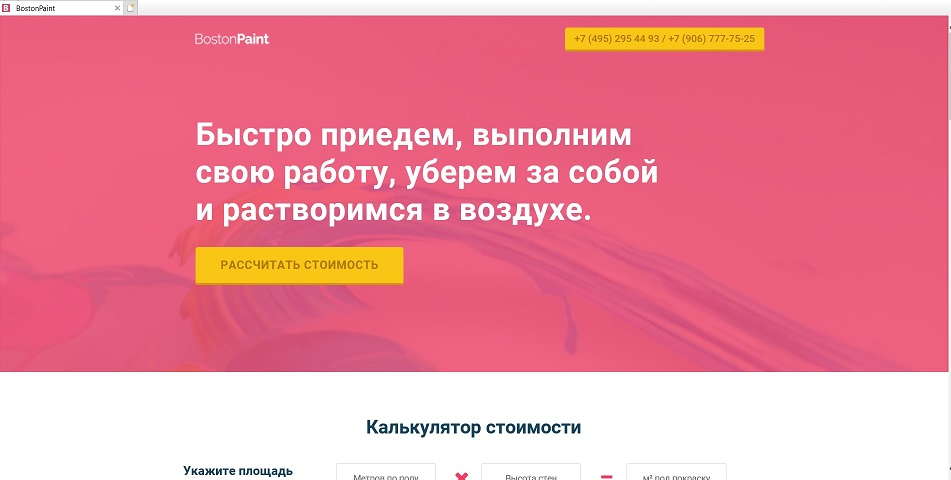 BostonPaint
BostonPaint
+7 (495) 295 44 93 / +7 (906) 777-75-25
Быстро приедем, выполним
свою работу, уберем за собой
и растворимся в воздухе.
РАССЧИТАТЬ СТОИМОСТЬ
Калькулятор стоимости
Укажите площадь
Метров по полу
Высота стен
м² под покраску